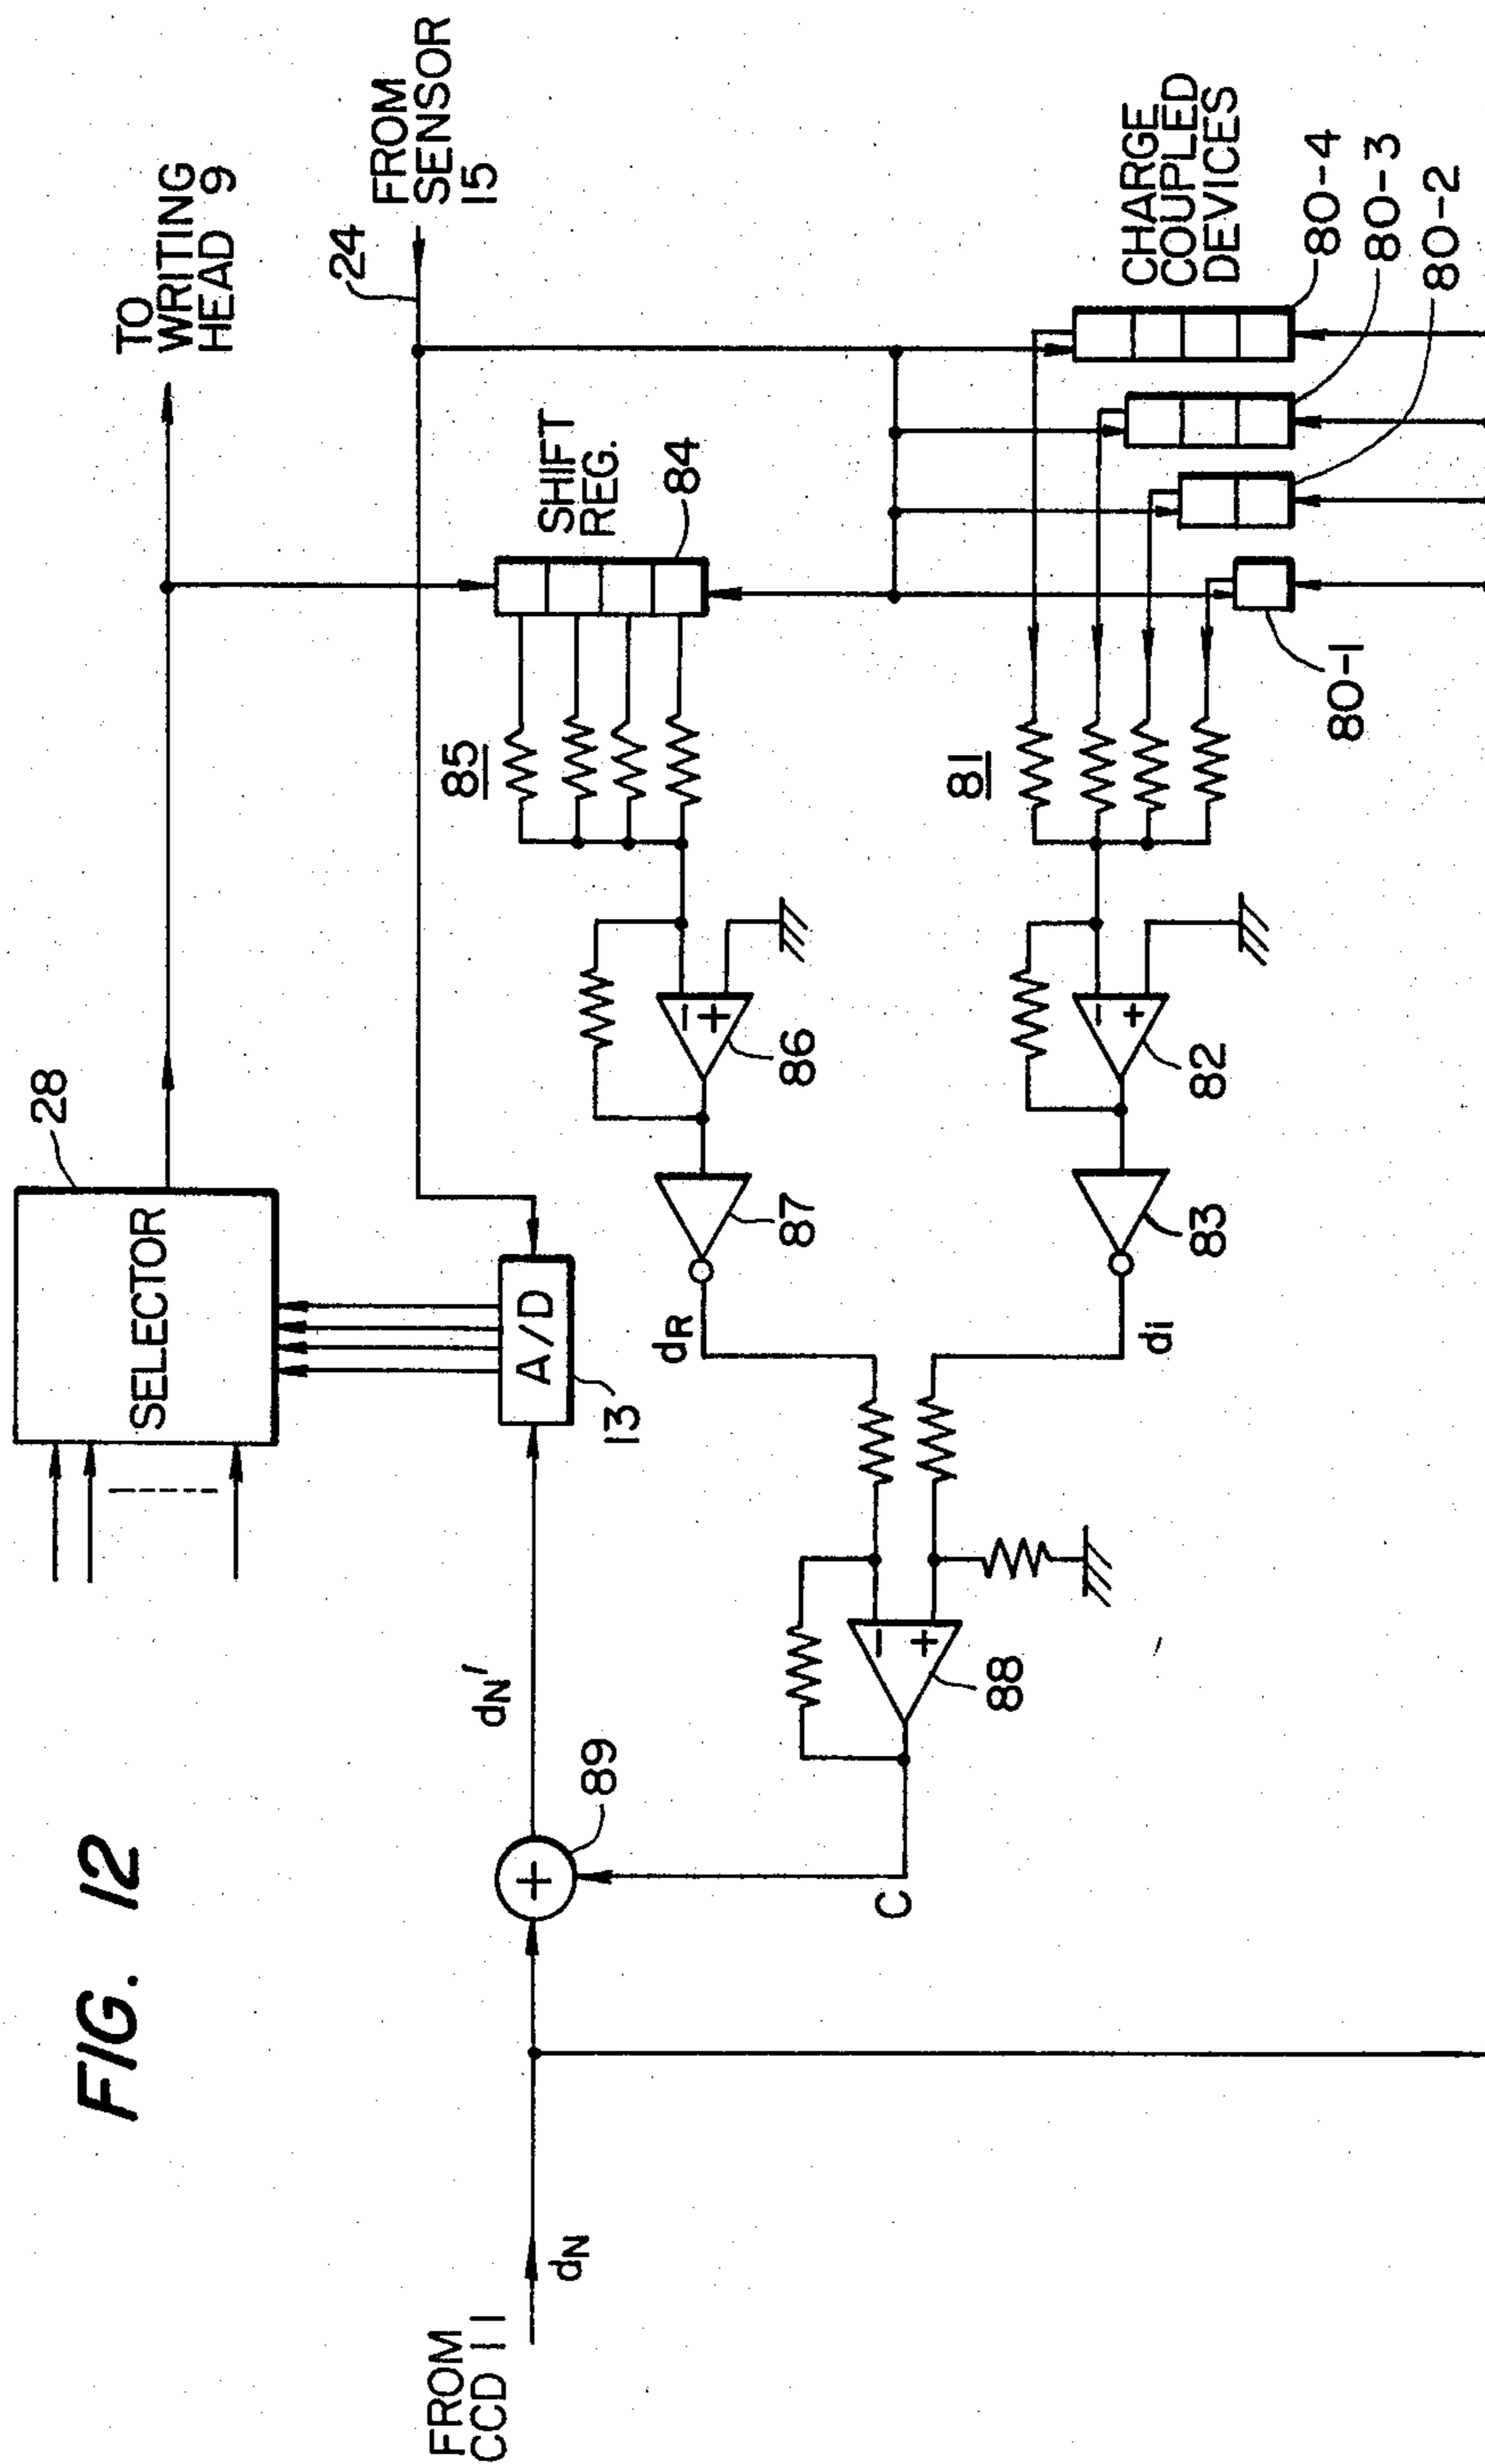 FIG. 12
28
SELECTOR
TO
WRITING
HEAD 9
24
FROM
SENSOR
15
SHIFT
REG.
84
85
A/D
13
dN'
89
+
FROM
CCD 11
dN
dR
87
86
-
+
88
-
+
C
di
83
82
-
+
81
CHARGE
COUPLED
DEVICES
80-4
80-3
80-2
80-1